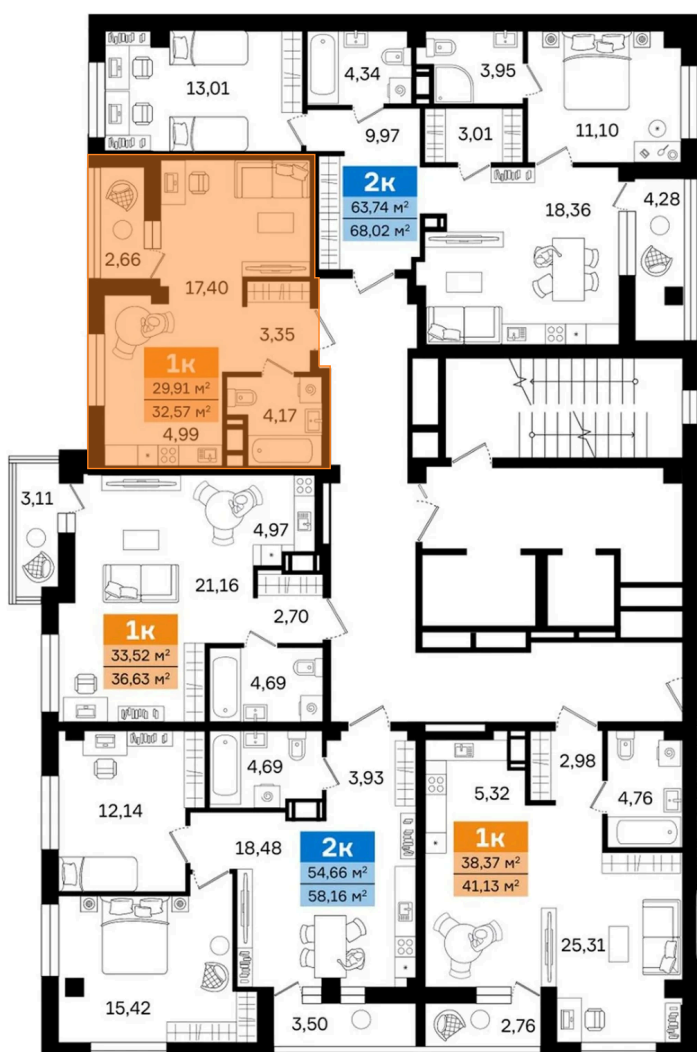 13,01
4,34
3,95
11,10
9,97
3,01
2к
63,74 м²
68,02 м²
18,36
4,28
2,66
17,40
3,35
1к
29,91 м²
32,57 м²
4,99
4,17
3,11
4,97
21,16
2,70
1к
33,52 м²
36,63 м²
4,69
4,69
3,93
12,14
18,48
2к
54,66 м²
58,16 м²
15,42
3,50
2,98
5,32
4,76
1к
38,37 м²
41,13 м²
25,31
2,76